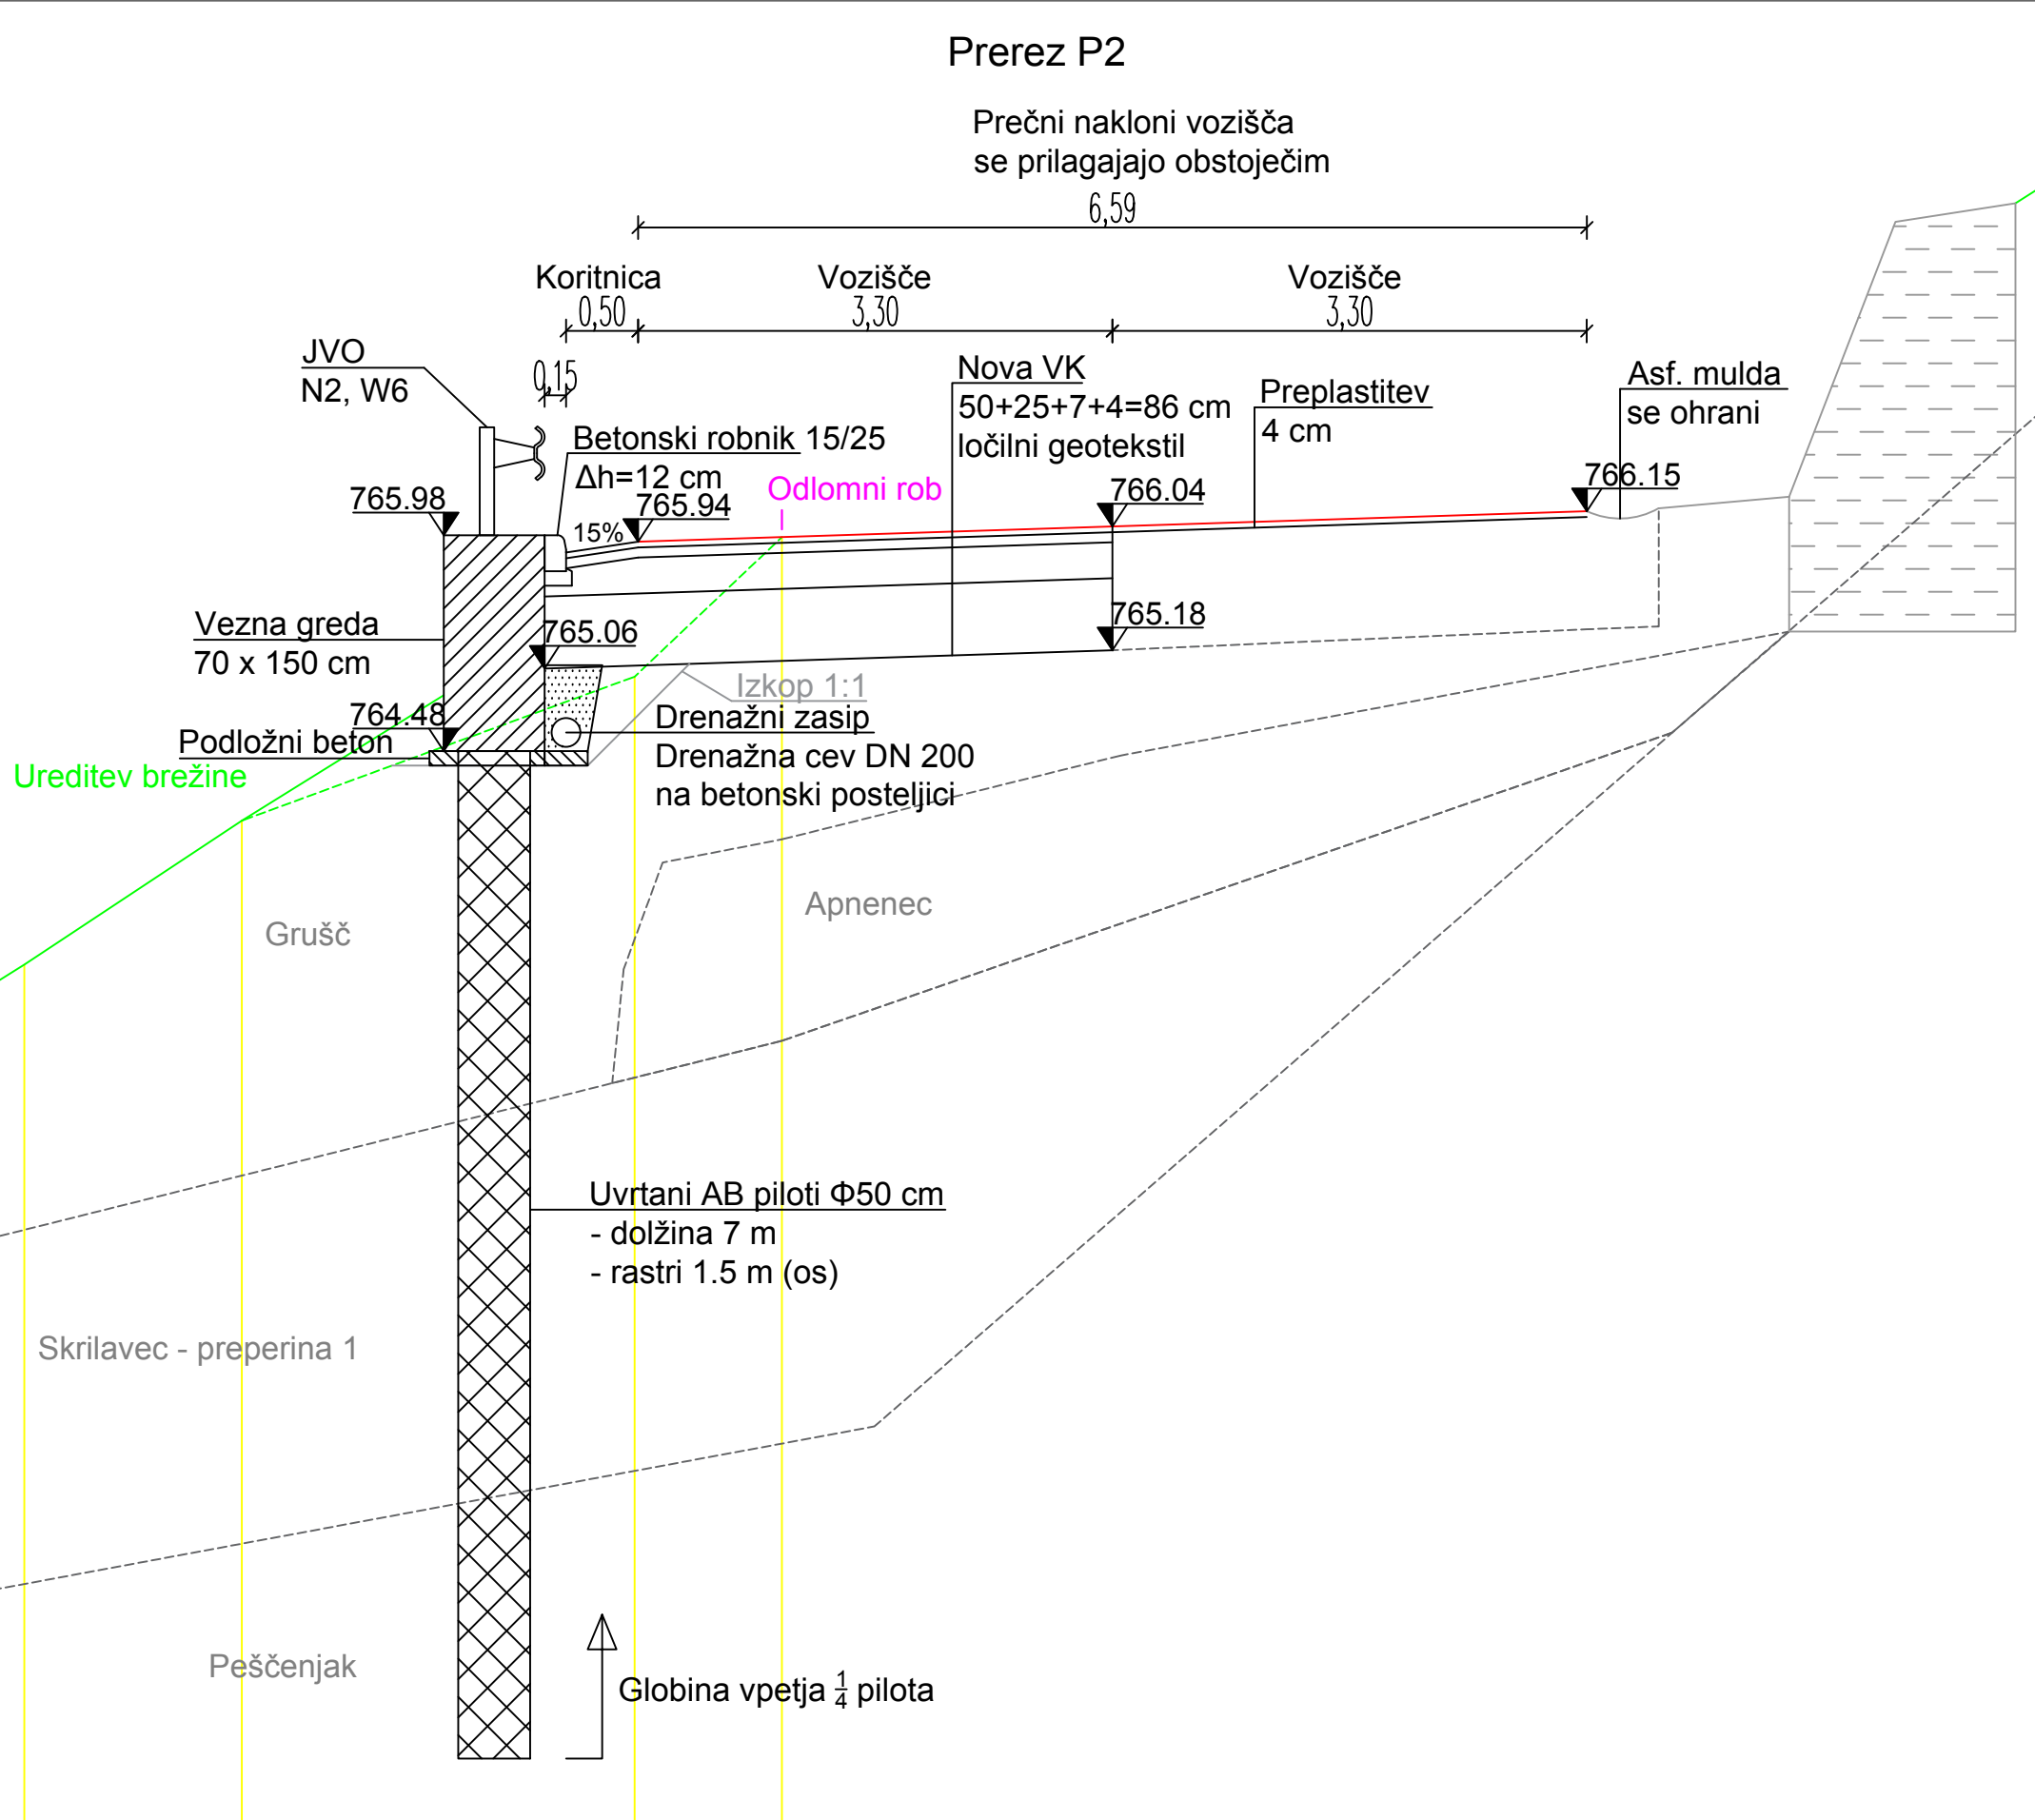 Prerez P2
Prečni nakloni vozišča
se prilagajajo obstoječim
6,59
Koritnica
0,50
Vozišče
3,30
Vozišče
3,30
JVO
N2, W6
0,15
Nova VK
50+25+7+4=86 cm
ločilni geotekstil
Preplastitev
4 cm
Asf. mulda
se ohrani
Betonski robnik 15/25
Δh=12 cm
765.98
15%
765.94
Odlomni rob
766.04
766.15
Vezna greda
70 x 150 cm
765.06
765.18
Izkop 1:1
764.48
Podložni beton
Ureditev brežine
Drenažni zasip
Drenažna cev DN 200
na betonski posteljici
Grušč
Apnenec
Uvrtani AB piloti Φ50 cm
- dolžina 7 m
- rastri 1.5 m (os)
Skrilavec - preperina 1
Peščenjak
Globina vpetja 1/4 pilota